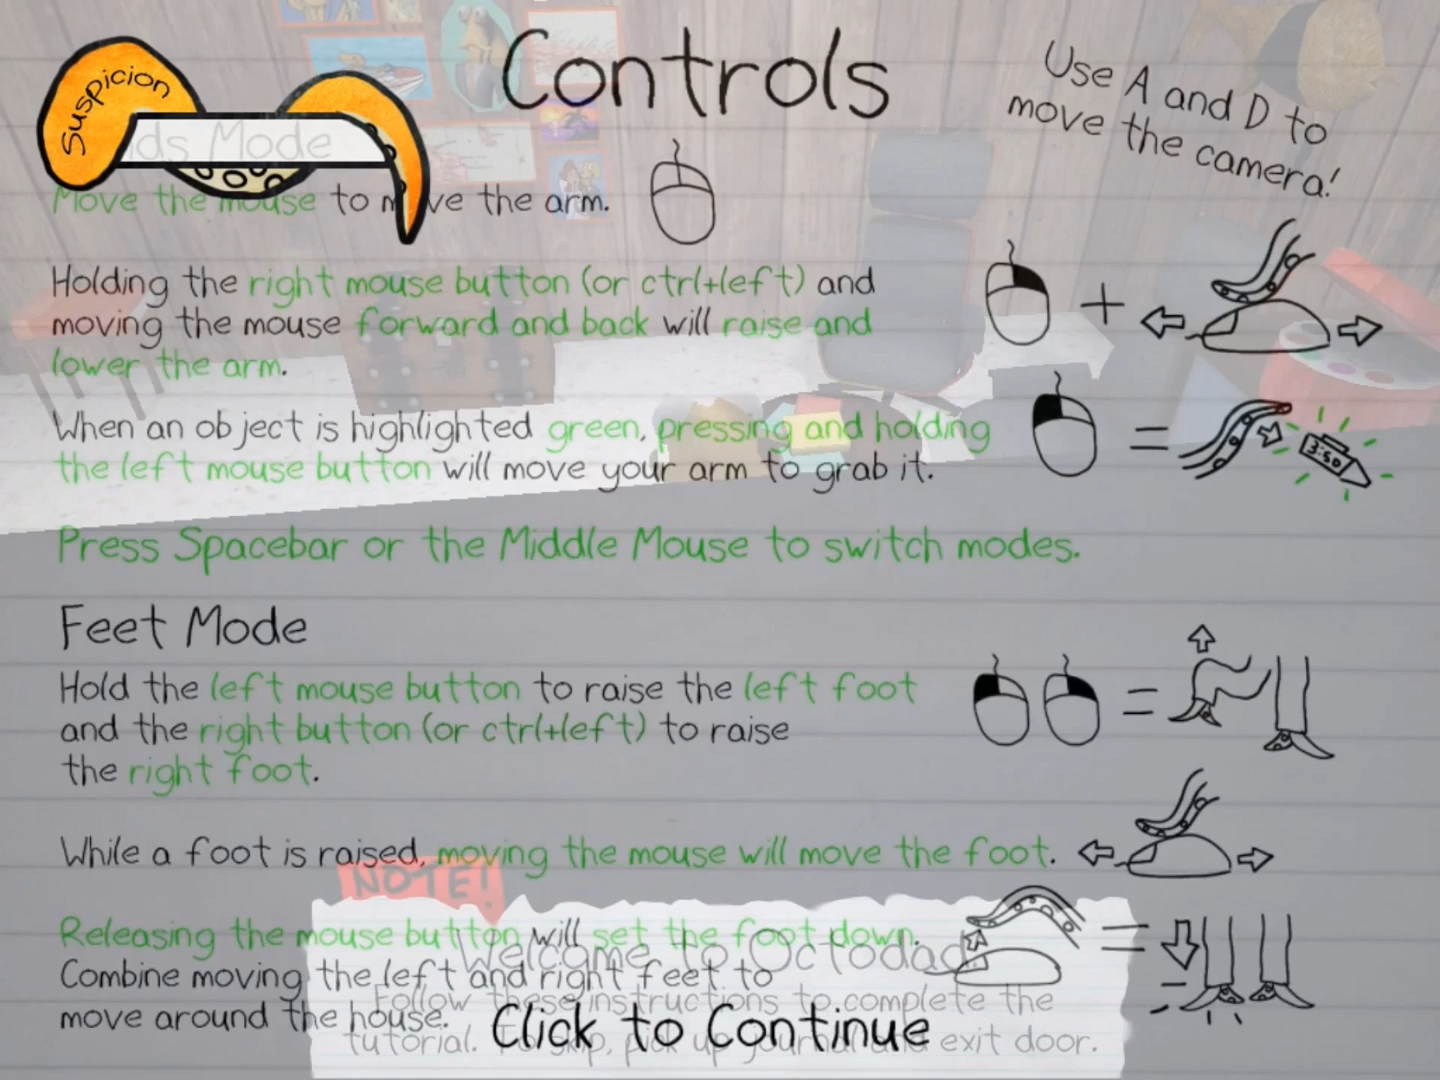 Controls
Use A and D to
move the camera!
Suspicion
ds Mode
Move the mouse to move the arm.
Holding the right mouse button (or ctrl+left) and
moving the mouse forward and back will raise and
lower the arm.
When an object is highlighted green, pressing and holding
the left mouse button will move your arm to grab it.
3:50
Press Spacebar or the Middle Mouse to switch modes.
Feet Mode
Hold the left mouse button to raise the left foot
and the right button (or ctrl+left) to raise
the right foot.
While a foot is raised, moving the mouse will move the foot.
NOTE!
Releasing the mouse button will set the foot down.
Combine moving the left and right feet to
move around the house.
Welcome to Octodad
Follow these instructions to complete the
tutorial. To skip, pick up your exit door.
Click to Continue